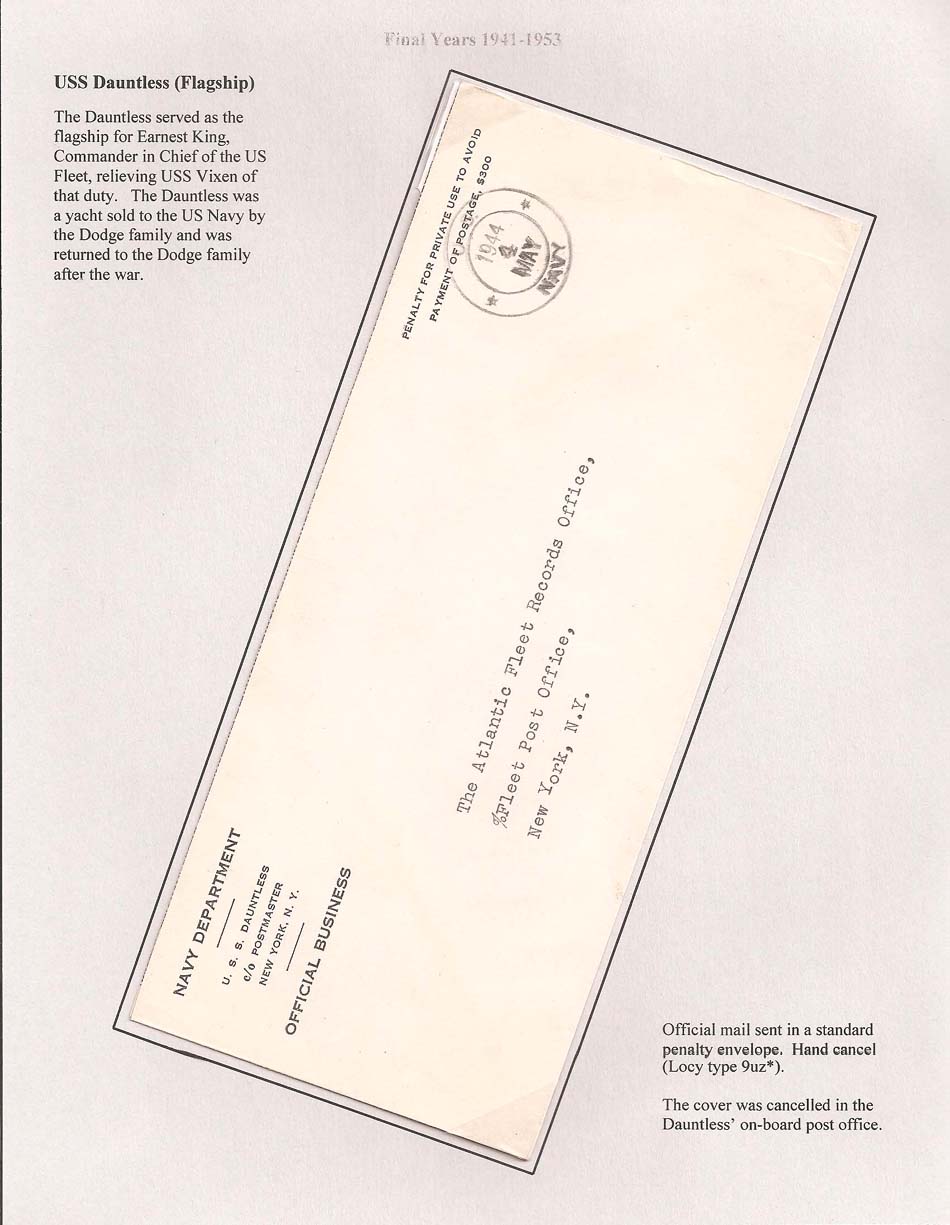 Final Years 1941-1953
USS Dauntless (Flagship)
The Dauntless served as the
flagship for Earnest King,
Commander in Chief of the US
Fleet, relieving USS Vixen of
that duty.   The Dauntless was
a yacht sold to the US Navy by
the Dodge family and was
returned to the Dodge family
after the war.
PENALTY FOR PRIVATE USE TO AVOID
PAYMENT OF POSTAGE, $300
1944
4
MAY
NAVY
NAVY DEPARTMENT
U. S. S. DAUNTLESS
c/o POSTMASTER
NEW YORK, N. Y.
OFFICIAL BUSINESS
The Atlantic Fleet Records Office,
%Fleet Post Office,
New York, N.Y.
Official mail sent in a standard
penalty envelope.  Hand cancel
(Locy type 9uz*).
The cover was cancelled in the
Dauntless’ on-board post office.